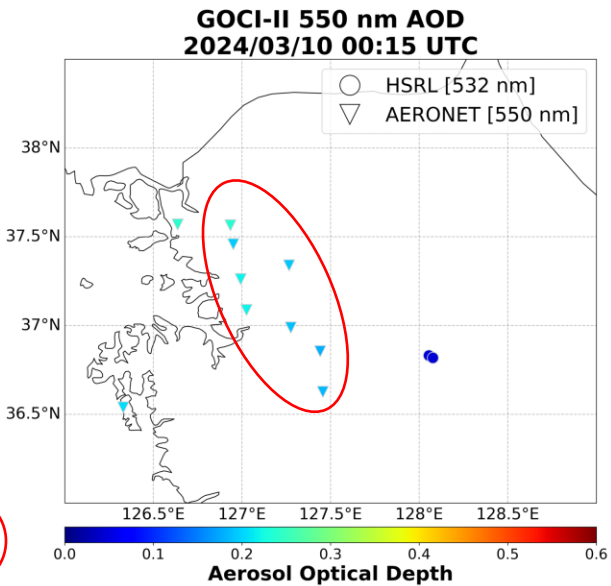 GOCI-II 550 nm AOD
2024/03/10 00:15 UTC
HSRL [532 nm]
AERONET [550 nm]
38°N
37.5°N
37°N
36.5°N
126.5°E 127°E 127.5°E 128°E 128.5°E
0.0 0.1 0.2 0.3 0.4 0.5 0.6
Aerosol Optical Depth